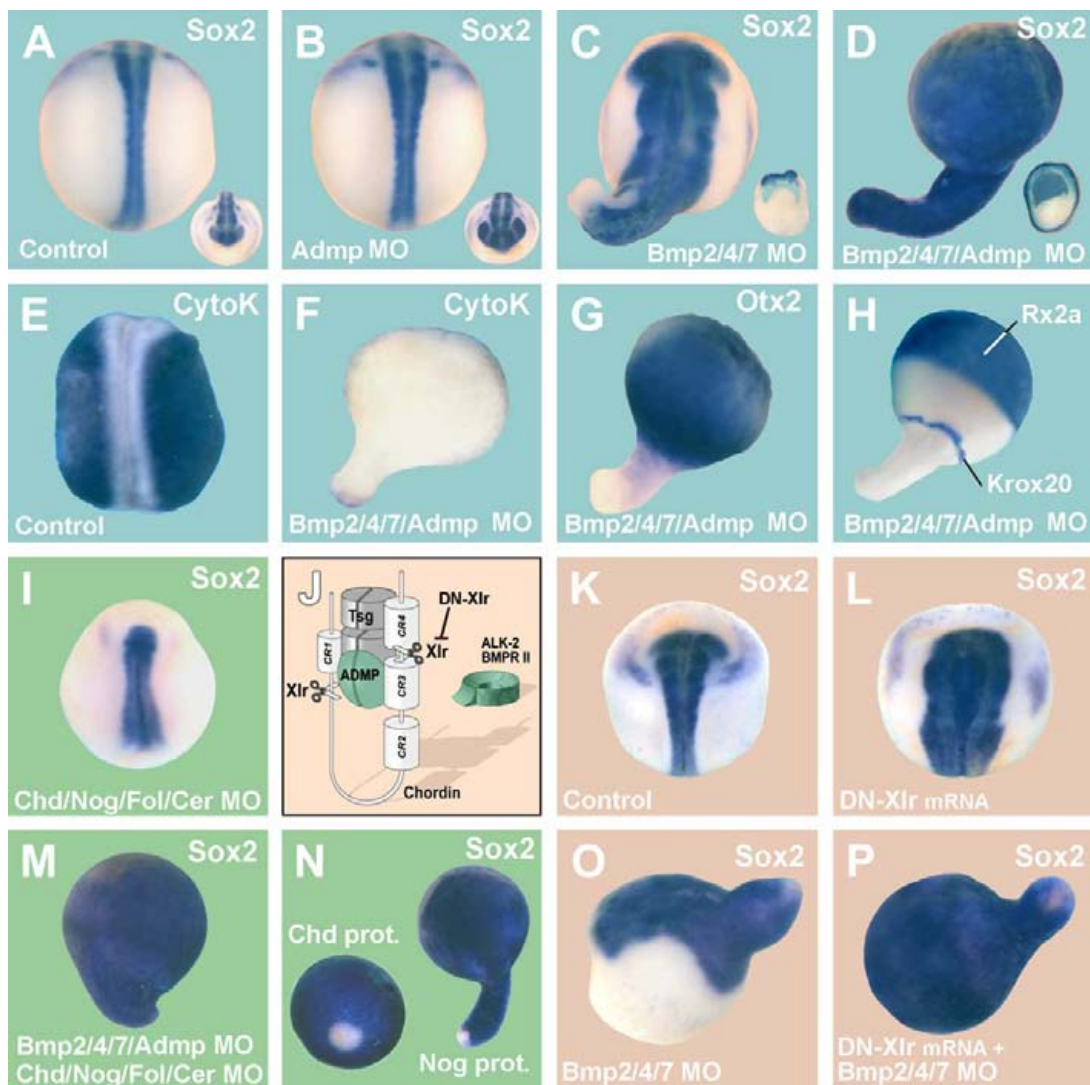 A
Sox2
Control
B
Sox2
Admp MO
C
Sox2
Bmp2/4/7 MO
D
Sox2
Bmp2/4/7/Admp MO
E
CytoK
Control
F
CytoK
Bmp2/4/7/Admp MO
G
Otx2
Bmp2/4/7/Admp MO
H
Rx2a
Krox20
Bmp2/4/7/Admp MO
I
Sox2
Chd/Nog/Fol/Cer MO
J
DN-Xlr
Tsg
CR4
CR1
Xlr
ALK-2
BMPR II
ADMP
Xlr
CR3
CR2
Chordin
K
Sox2
Control
L
Sox2
DN-Xlr mRNA
M
Sox2
Bmp2/4/7/Admp MO
Chd/Nog/Fol/Cer MO
N
Sox2
Chd prot.
Nog prot.
O
Sox2
Bmp2/4/7 MO
P
Sox2
DN-Xlr mRNA +
Bmp2/4/7 MO